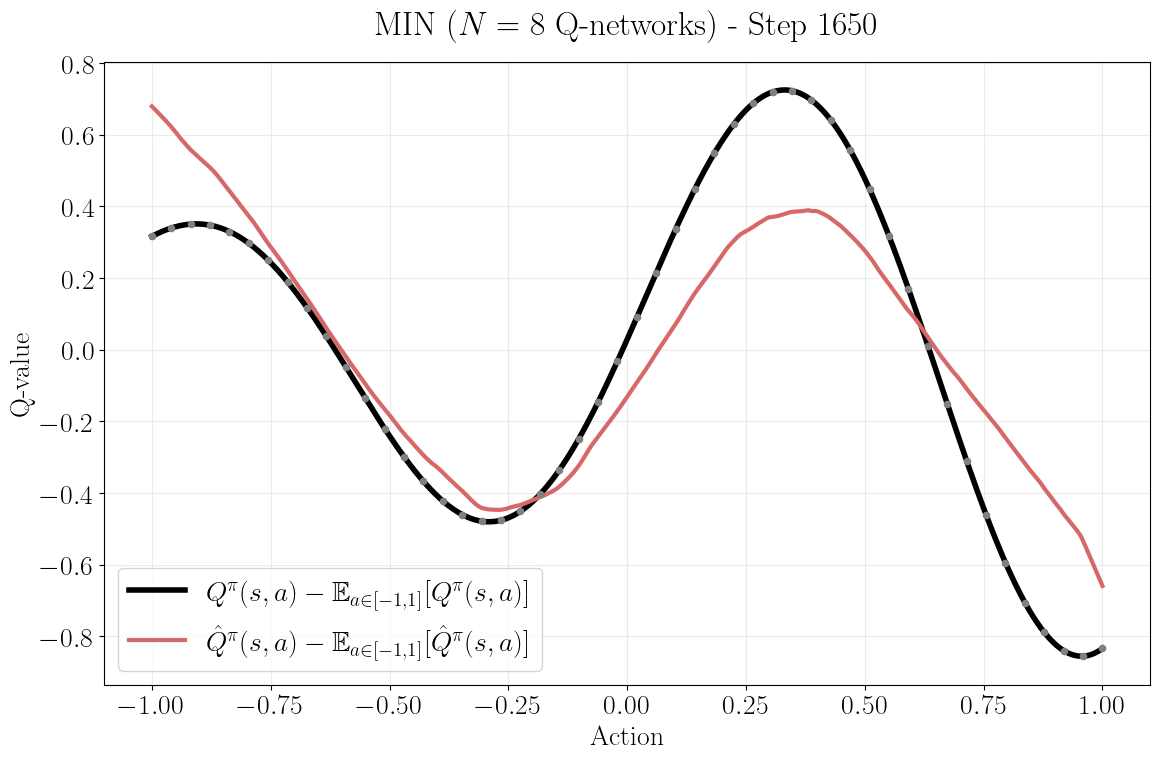 MIN (N = 8 Q-networks) - Step 1650
0.8
0.6
0.4
0.2
0.0
−0.2
−0.4
−0.6
−0.8
Q-value
Q^π(s, a) − 𝔼_{a∈[−1,1]}[Q^π(s, a)]
Q̂^π(s, a) − 𝔼_{a∈[−1,1]}[Q̂^π(s, a)]
−1.00 −0.75 −0.50 −0.25 0.00 0.25 0.50 0.75 1.00
Action